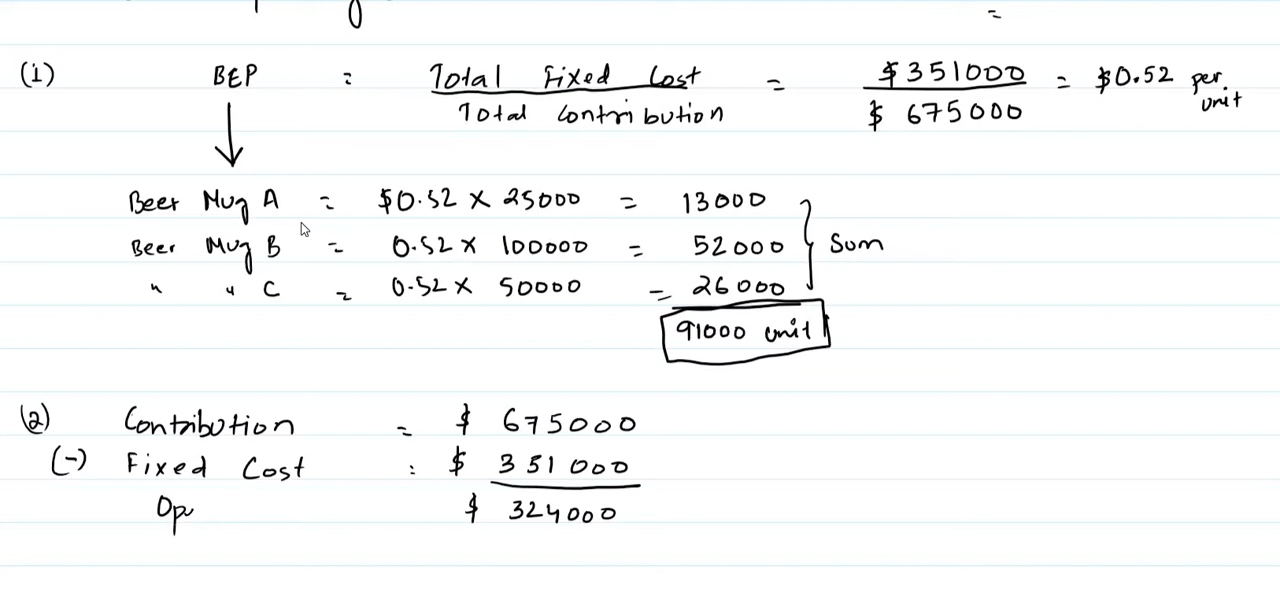 =
(1) BEP = Total Fixed Cost / Total Contribution = $351000 / $ 675000 = $0.52 per unit
Beer Mug A = $0.52 × 25000 = 13000
Beer Mug B = 0.52 × 100000 = 52000 Sum
" " C = 0.52 × 50000 = 26000
91000 unit
(2) Contribution = $ 675000
(-) Fixed Cost : $ 351000
Op $ 324000